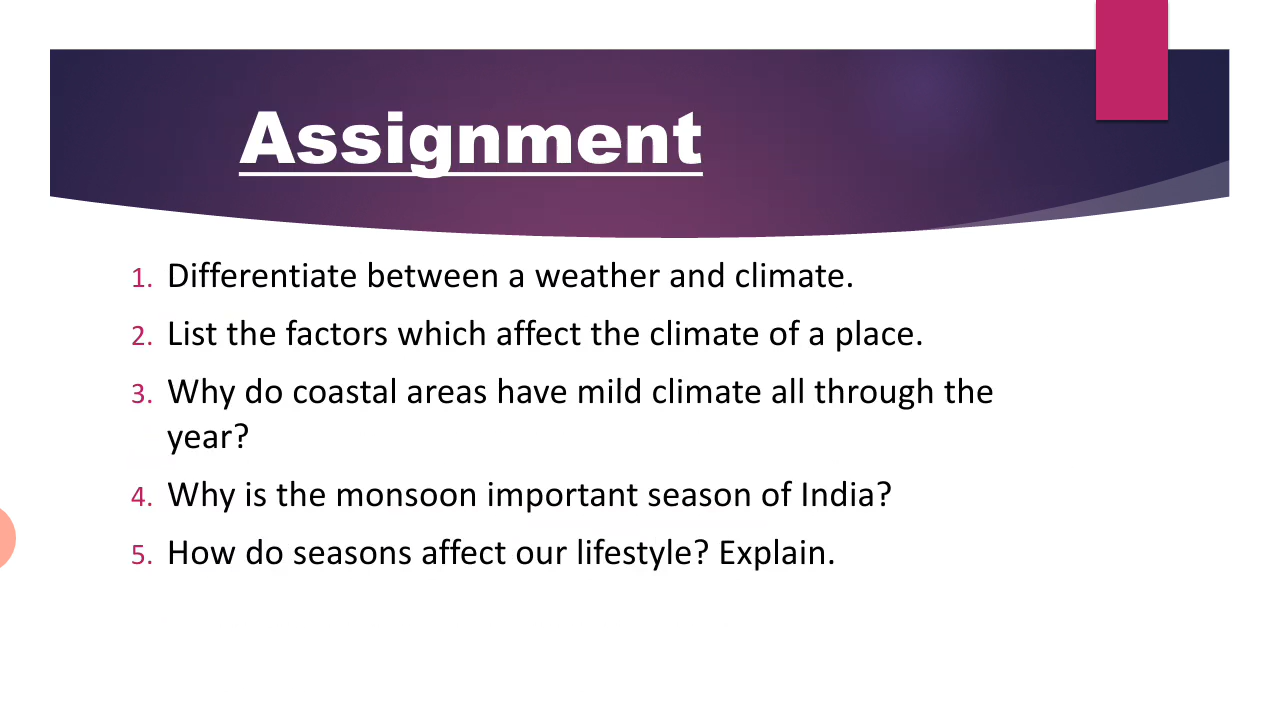 Assignment
1. Differentiate between a weather and climate.
2. List the factors which affect the climate of a place.
3. Why do coastal areas have mild climate all through the
year?
4. Why is the monsoon important season of India?
5. How do seasons affect our lifestyle? Explain.